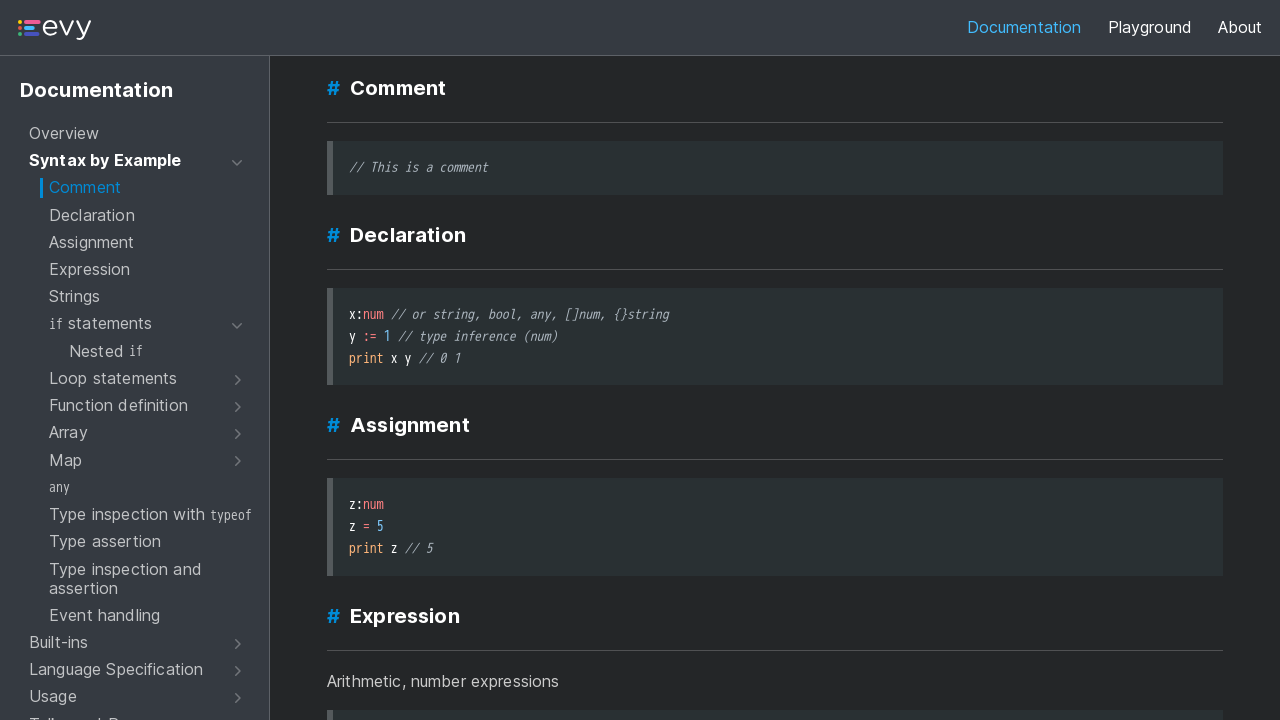 evy
Documentation
Playground
About
Documentation
Overview
Syntax by Example
Comment
Declaration
Assignment
Expression
Strings
if statements
Nested if
Loop statements
Function definition
Array
Map
any
Type inspection with typeof
Type assertion
Type inspection and
assertion
Event handling
Built-ins
Language Specification
Usage
# Comment
// This is a comment
# Declaration
x:num // or string, bool, any, []num, {}string
y := 1 // type inference (num)
print x y // 0 1
# Assignment
z:num
z = 5
print z // 5
# Expression
Arithmetic, number expressions